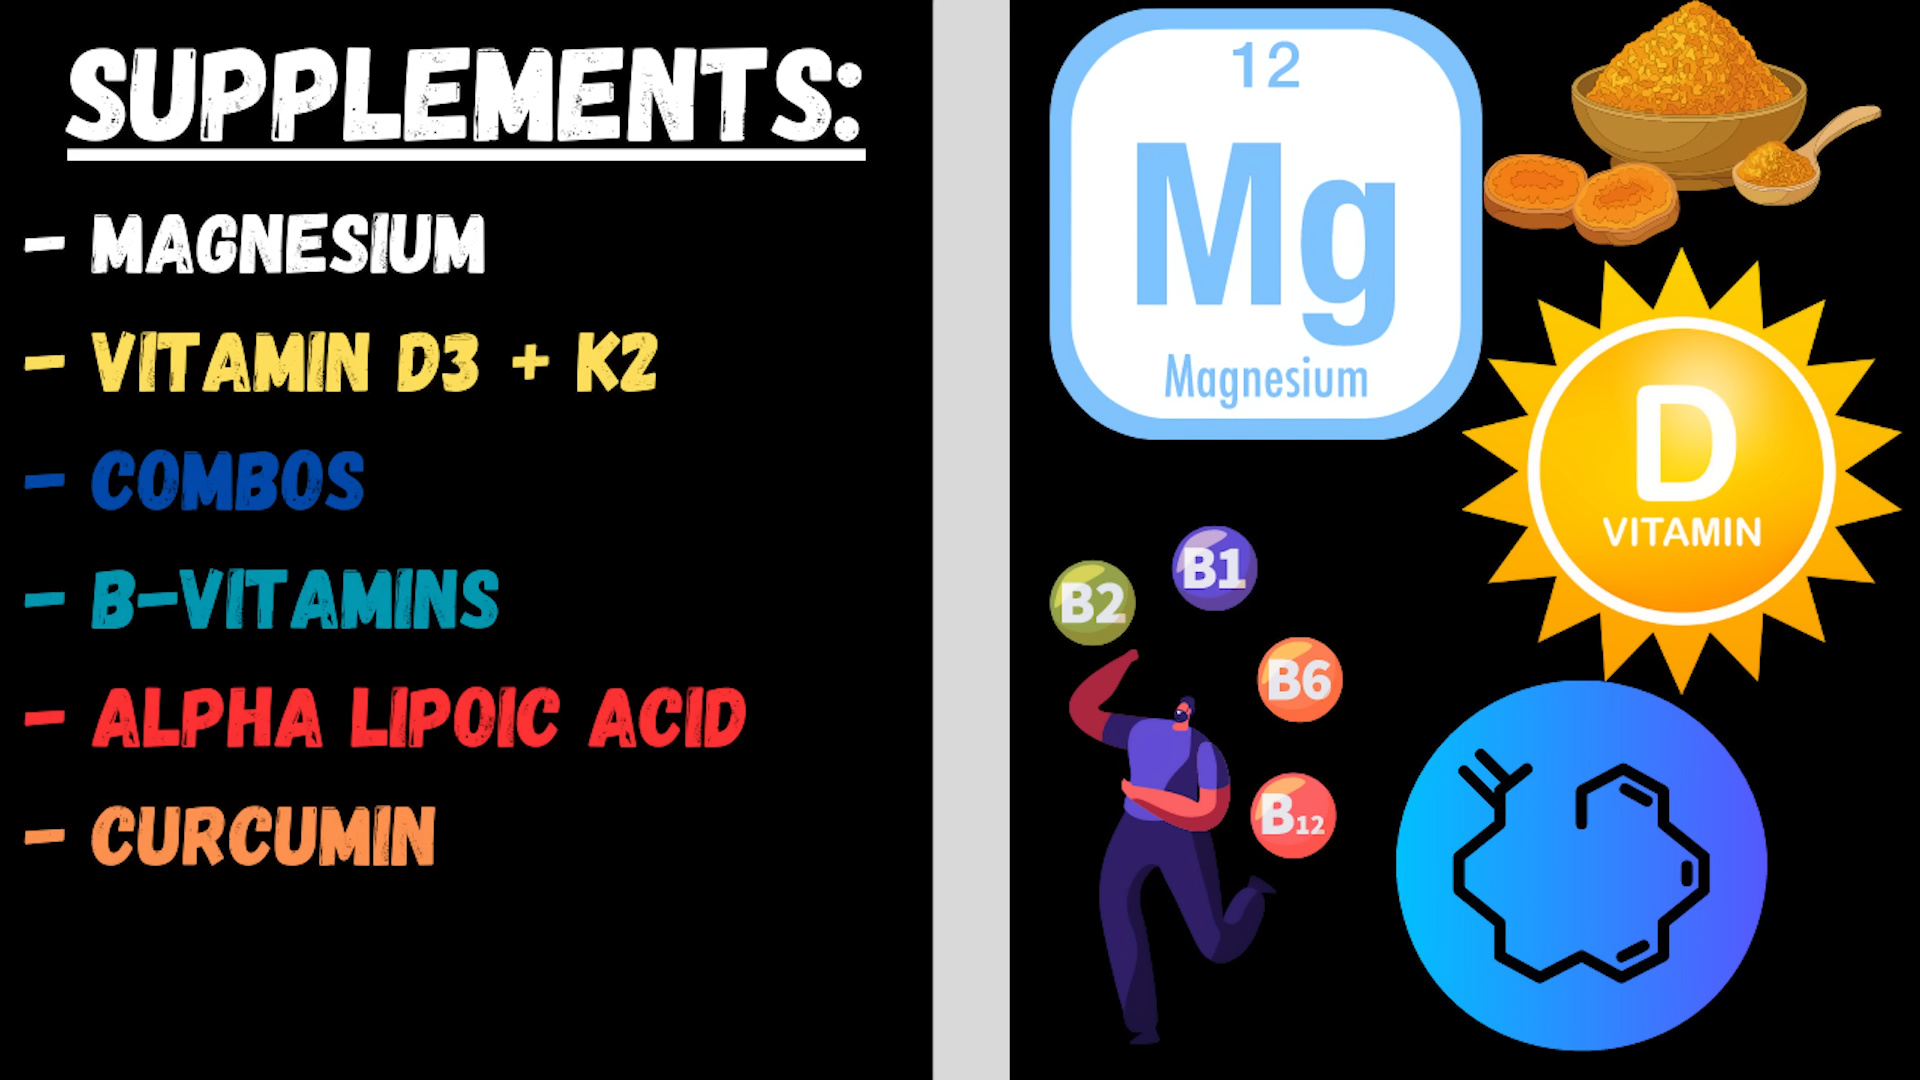 SUPPLEMENTS:
- MAGNESIUM
- VITAMIN D3 + K2
- COMBOS
- B-VITAMINS
- ALPHA LIPOIC ACID
- CURCUMIN
12
Mg
Magnesium
D
VITAMIN
B1
B2
B6
B12